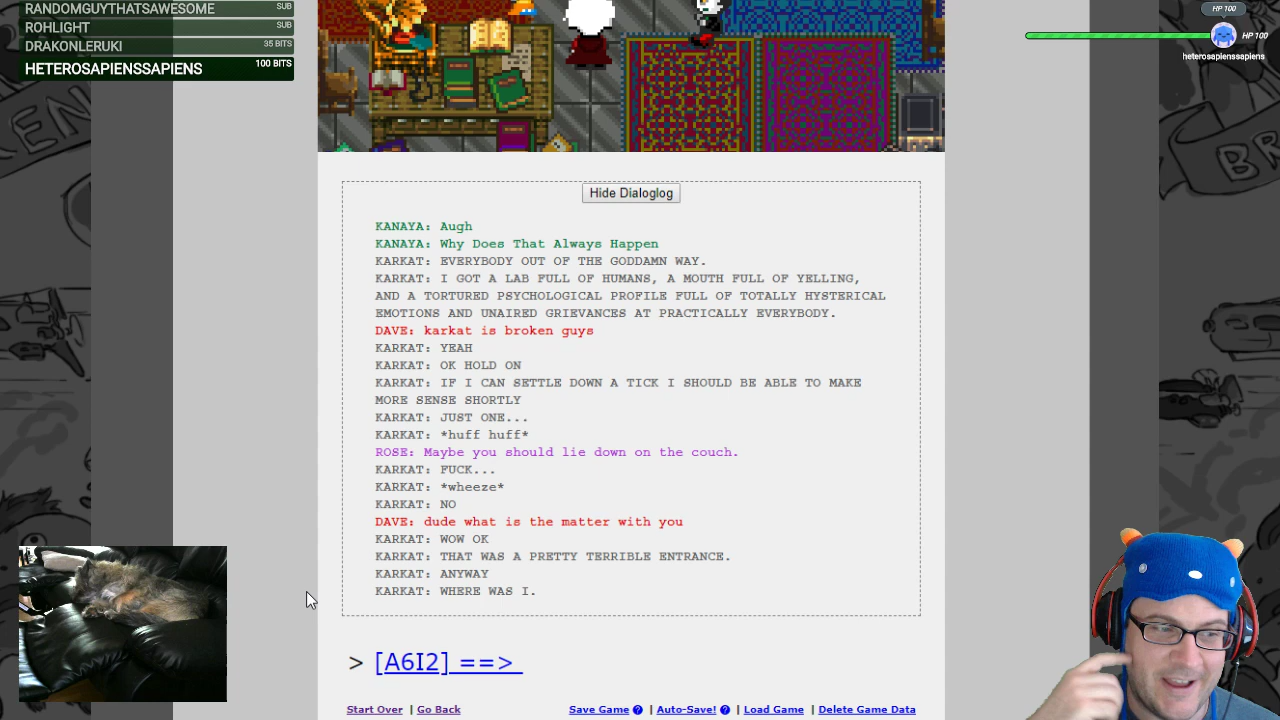 RANDOMGUYTHATSAWESOME SUB
ROHLIGHT SUB
DRAKONLERUKI 35 BITS
HETEROSAPIENSSAPIENS 100 BITS
HP 100
HP 100
heterosapienssapiens
Hide Dialoglog
KANAYA: Augh
KANAYA: Why Does That Always Happen
KARKAT: EVERYBODY OUT OF THE GODDAMN WAY.
KARKAT: I GOT A LAB FULL OF HUMANS, A MOUTH FULL OF YELLING,
AND A TORTURED PSYCHOLOGICAL PROFILE FULL OF TOTALLY HYSTERICAL
EMOTIONS AND UNAIRED GRIEVANCES AT PRACTICALLY EVERYBODY.
DAVE: karkat is broken guys
KARKAT: YEAH
KARKAT: OK HOLD ON
KARKAT: IF I CAN SETTLE DOWN A TICK I SHOULD BE ABLE TO MAKE
MORE SENSE SHORTLY
KARKAT: JUST ONE...
KARKAT: *huff huff*
ROSE: Maybe you should lie down on the couch.
KARKAT: FUCK...
KARKAT: *wheeze*
KARKAT: NO
DAVE: dude what is the matter with you
KARKAT: WOW OK
KARKAT: THAT WAS A PRETTY TERRIBLE ENTRANCE.
KARKAT: ANYWAY
KARKAT: WHERE WAS I.
> [A6I2] ==>
Start Over | Go Back Save Game ? | Auto-Save! ? | Load Game | Delete Game Data